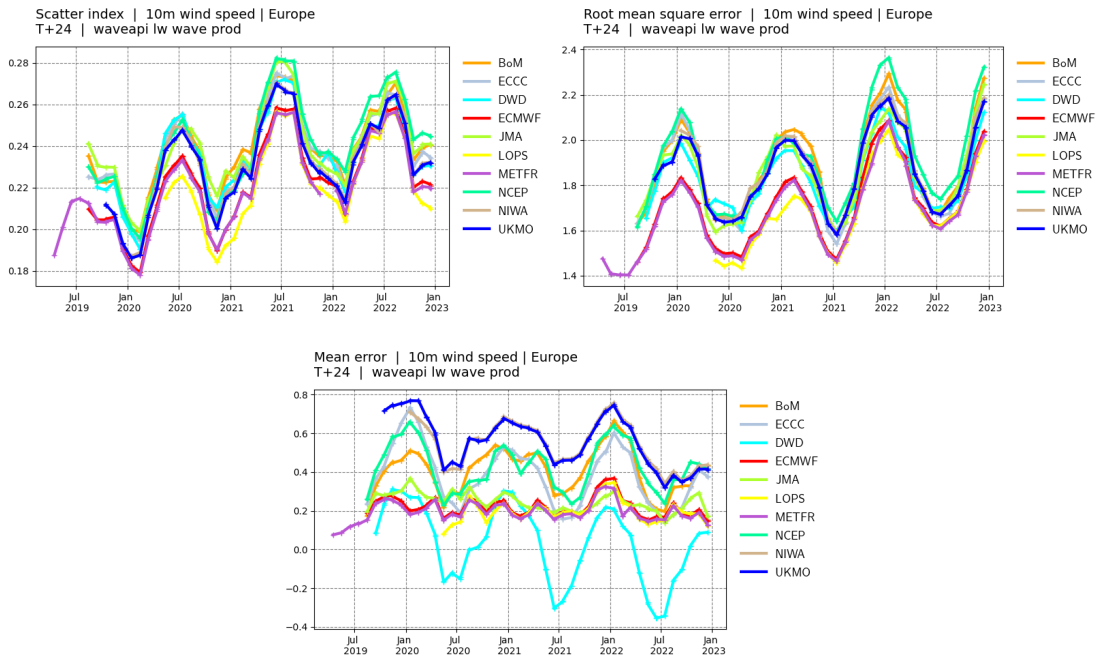 Scatter index | 10m wind speed | Europe
T+24 | waveapi lw wave prod
0.28
0.26
0.24
0.22
0.20
0.18
Jul
2019
Jan
2020
Jul
2020
Jan
2021
Jul
2021
Jan
2022
Jul
2022
Jan
2023
BoM
ECCC
DWD
ECMWF
JMA
LOPS
METFR
NCEP
NIWA
UKMO
Root mean square error | 10m wind speed | Europe
T+24 | waveapi lw wave prod
2.4
2.2
2.0
1.8
1.6
1.4
Jul
2019
Jan
2020
Jul
2020
Jan
2021
Jul
2021
Jan
2022
Jul
2022
Jan
2023
BoM
ECCC
DWD
ECMWF
JMA
LOPS
METFR
NCEP
NIWA
UKMO
Mean error | 10m wind speed | Europe
T+24 | waveapi lw wave prod
0.8
0.6
0.4
0.2
0.0
−0.2
−0.4
Jul
2019
Jan
2020
Jul
2020
Jan
2021
Jul
2021
Jan
2022
Jul
2022
Jan
2023
BoM
ECCC
DWD
ECMWF
JMA
LOPS
METFR
NCEP
NIWA
UKMO